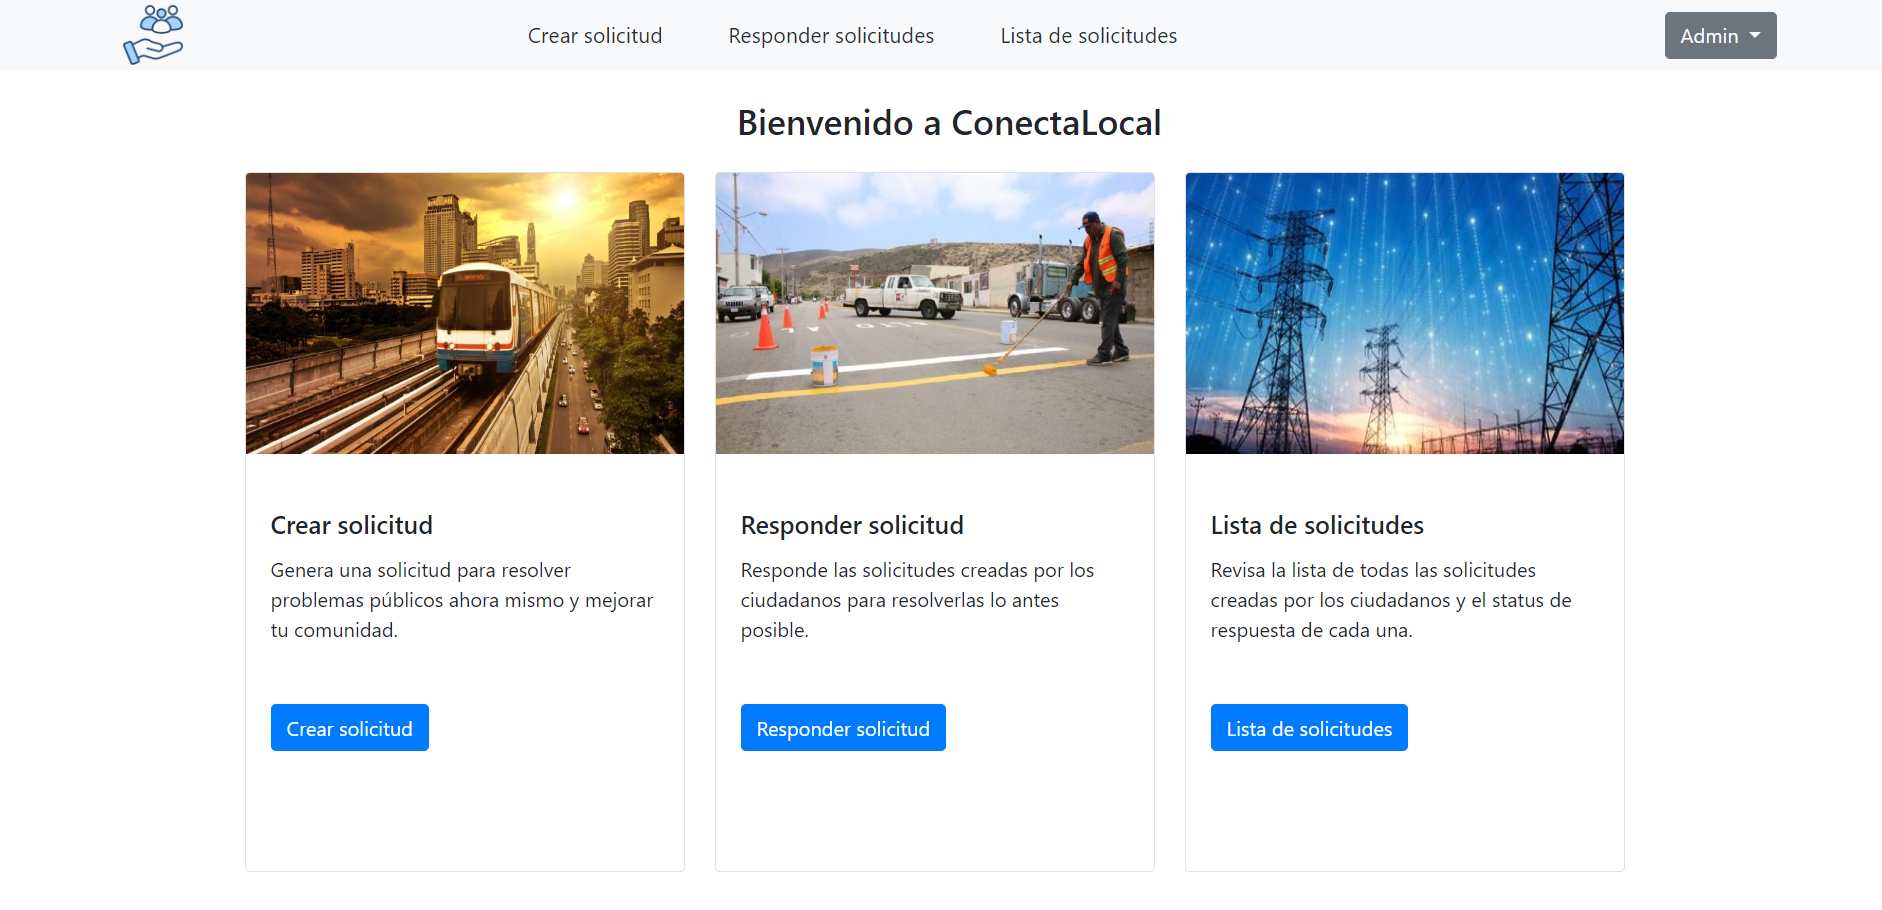 Crear solicitud
Responder solicitudes
Lista de solicitudes
Admin
Bienvenido a ConectaLocal
Crear solicitud
Genera una solicitud para resolver
problemas públicos ahora mismo y mejorar
tu comunidad.
Crear solicitud
Responder solicitud
Responde las solicitudes creadas por los
ciudadanos para resolverlas lo antes
posible.
Responder solicitud
Lista de solicitudes
Revisa la lista de todas las solicitudes
creadas por los ciudadanos y el status de
respuesta de cada una.
Lista de solicitudes